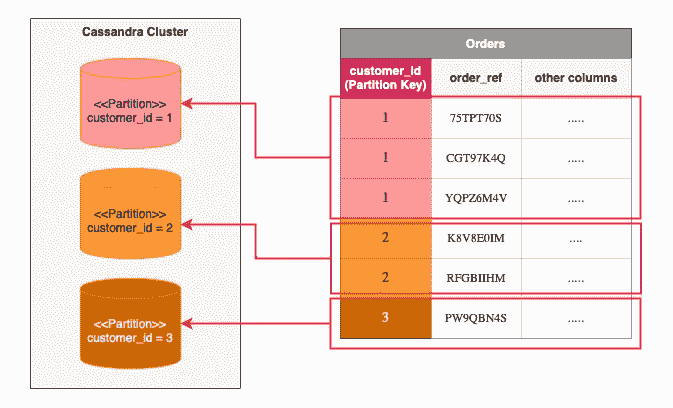 Cassandra Cluster
<<Partition>>
customer_id = 1
<<Partition>>
customer_id = 2
<<Partition>>
customer_id = 3
Orders
customer_id
(Partition Key)
order_ref
other columns
1 75TPT70S .....
1 CGT97K4Q .....
1 YQPZ6M4V .....
2 K8V8E0IM ....
2 RFGBIIHM .....
3 PW9QBN4S .....